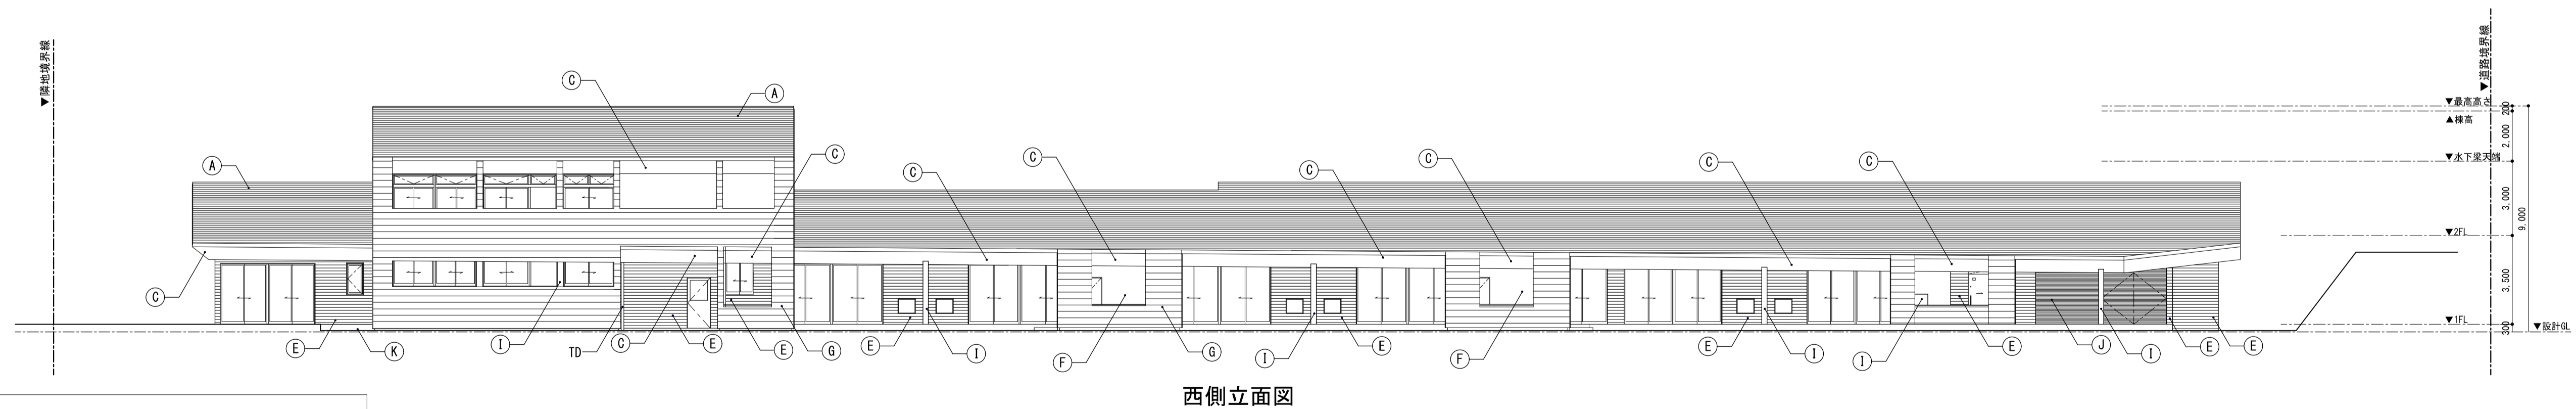 ▼隣地境界線
▼道路境界線
C
A
▼最高高さ
200
▲棟高
2.000
9.000
▼水下梁天端
3.000
▼2FL
3.500
▼1FL
300
▼設計GL
A
C
C
C
C
C
C
C
C
E
K
I
TD
C
E
E
G
E
I
F
G
I
E
F
E
I
I
E
J
I
E
E
西側立面図